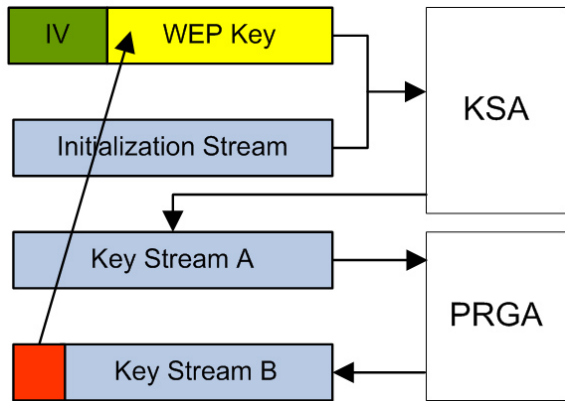 IV
WEP Key
KSA
Initialization Stream
Key Stream A
PRGA
Key Stream B